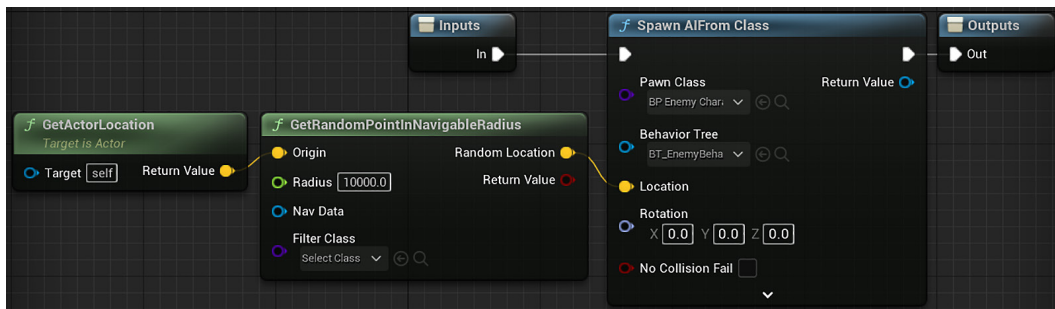 Inputs
In
f Spawn AIFrom Class
Pawn Class
BP Enemy Chara
Return Value
Behavior Tree
BT_EnemyBeha
Location
Rotation
X 0.0 Y 0.0 Z 0.0
No Collision Fail
Outputs
Out
f GetActorLocation
Target is Actor
Target self Return Value
f GetRandomPointInNavigableRadius
Origin Random Location
Radius 10000.0 Return Value
Nav Data
Filter Class
Select Class